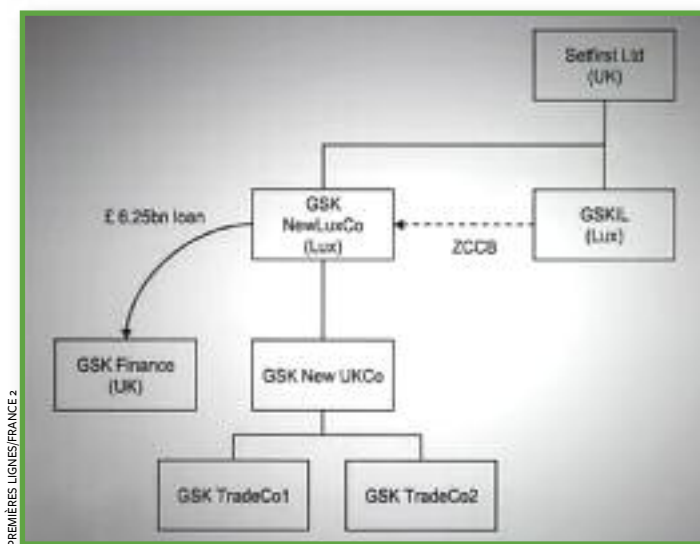 Setfirst Ltd
(UK)
£ 6.25bn loan
GSK
NewLuxCo
(Lux)
ZCCB
GSKIL
(Lux)
GSK Finance
(UK)
GSK New UKCo
GSK TradeCo1
GSK TradeCo2
PREMIÈRES LIGNES/FRANCE 2